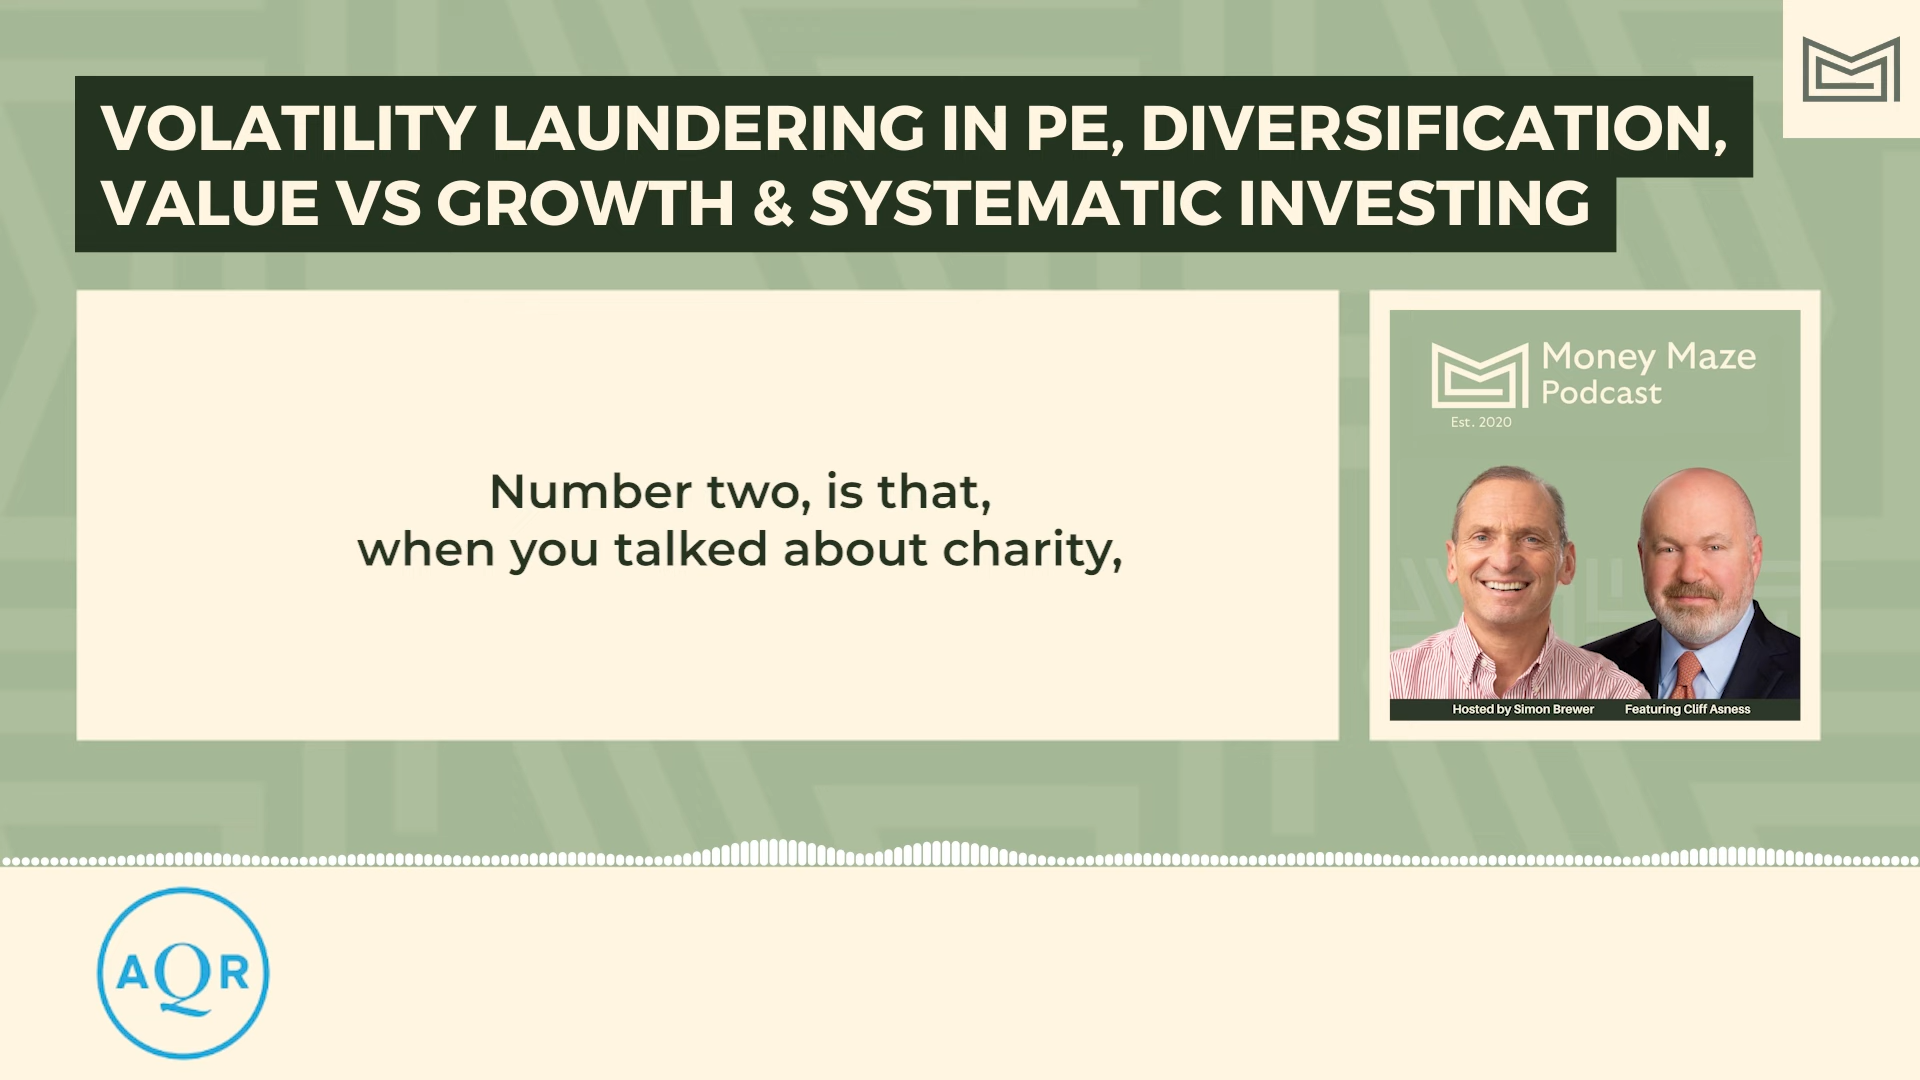 VOLATILITY LAUNDERING IN PE, DIVERSIFICATION,
VALUE VS GROWTH & SYSTEMATIC INVESTING
Number two, is that,
when you talked about charity,
Money Maze
Podcast
Est. 2020
Hosted by Simon Brewer Featuring Cliff Asness
AQR